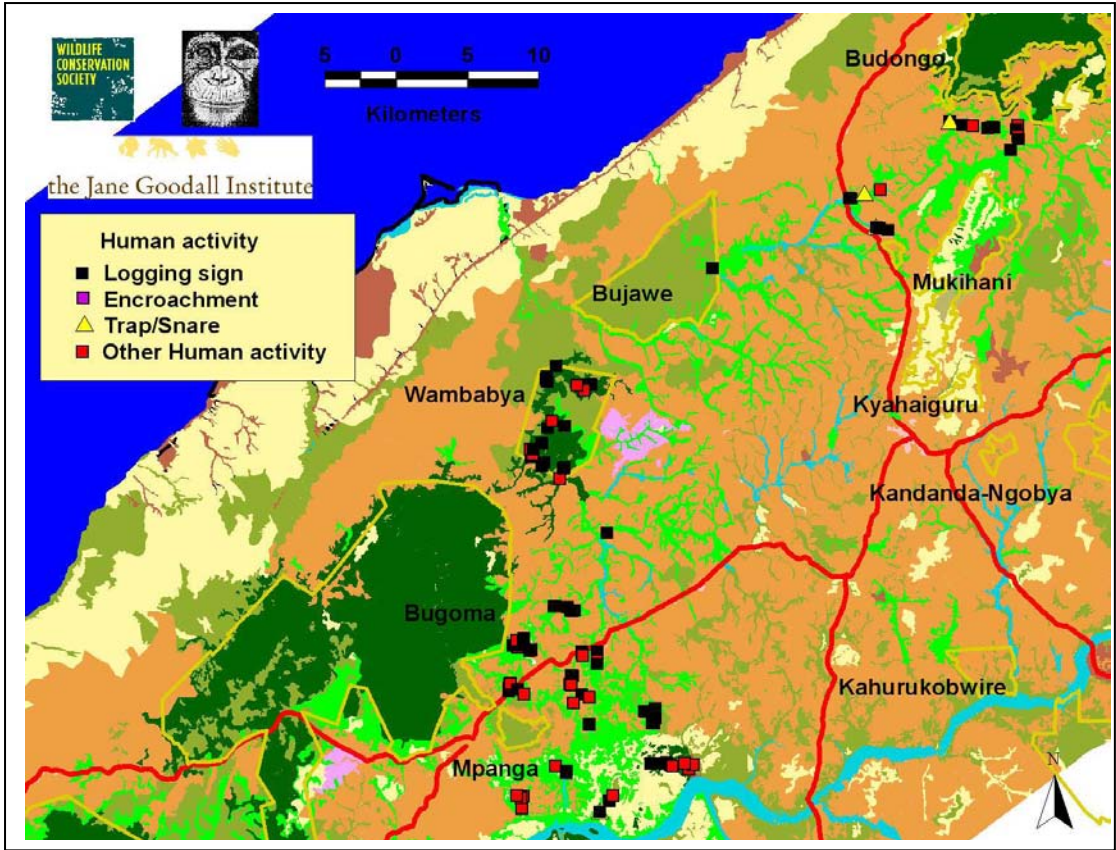 WILDLIFE
CONSERVATION
SOCIETY
the Jane Goodall Institute
5 0 5 10
Kilometers
Human activity
Logging sign
Encroachment
Trap/Snare
Other Human activity
Budongo
Bujawe
Mukihani
Wambabya
Kyahaiguru
Kandanda-Ngobya
Bugoma
Kahurukobwire
Mpanga
N